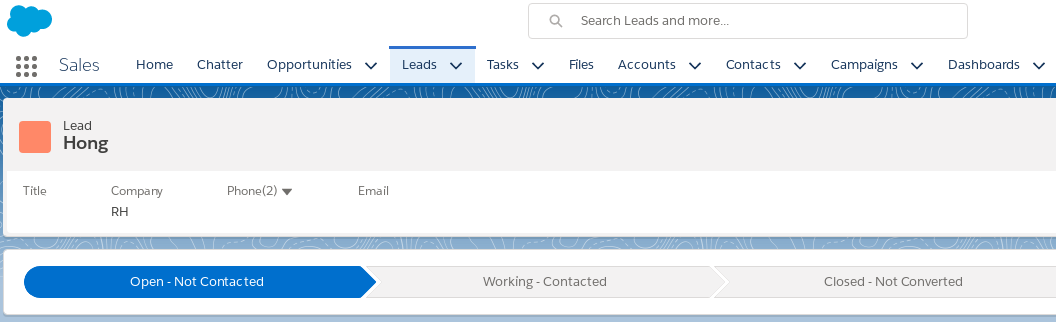 Search Leads and more...
Sales Home Chatter Opportunities Leads Tasks Files Accounts Contacts Campaigns Dashboards
Lead
Hong
Title Company Phone(2) Email
RH
Open - Not Contacted Working - Contacted Closed - Not Converted